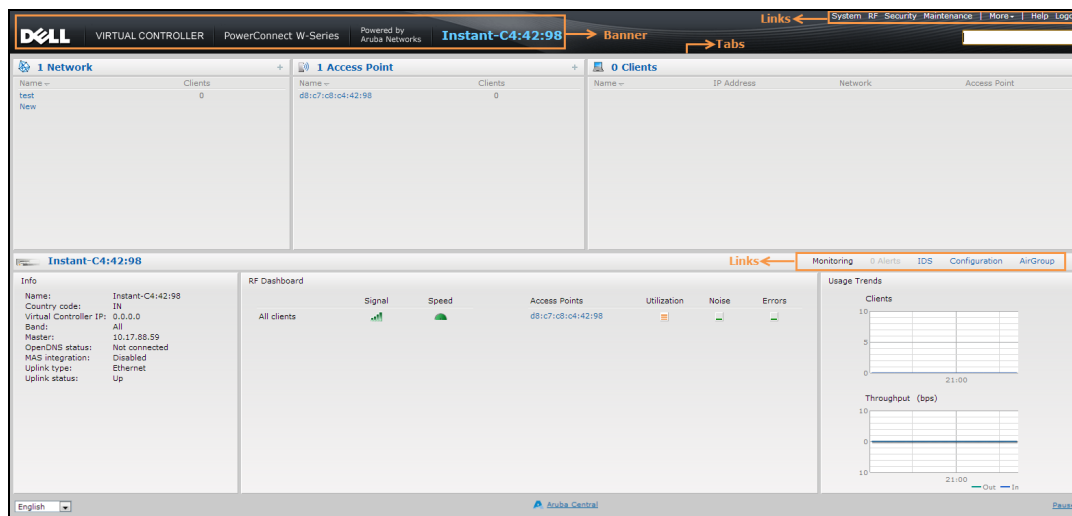 Links System RF Security Maintenance | More | Help Logo
DELL VIRTUAL CONTROLLER PowerConnect W-Series Powered by Aruba Networks Instant-C4:42:98 Banner
Tabs
1 Network + 1 Access Point + 0 Clients
Name Clients Name Clients Name IP Address Network Access Point
test 0 d8:c7:c8:c4:42:98 0
New
Instant-C4:42:98 Links Monitoring 0 Alerts IDS Configuration AirGroup
Info
Name: Instant-C4:42:98
Country code: IN
Virtual Controller IP: 0.0.0.0
Band: All
Master: 10.17.88.59
OpenDNS status: Not connected
MAS integration: Disabled
Uplink type: Ethernet
Uplink status: Up
RF Dashboard
Signal Speed Access Points Utilization Noise Errors
All clients d8:c7:c8:c4:42:98
Usage Trends
Clients
10
5
0
21:00
Throughput (bps)
10
0
10
21:00
Out In
English Aruba Central Pause